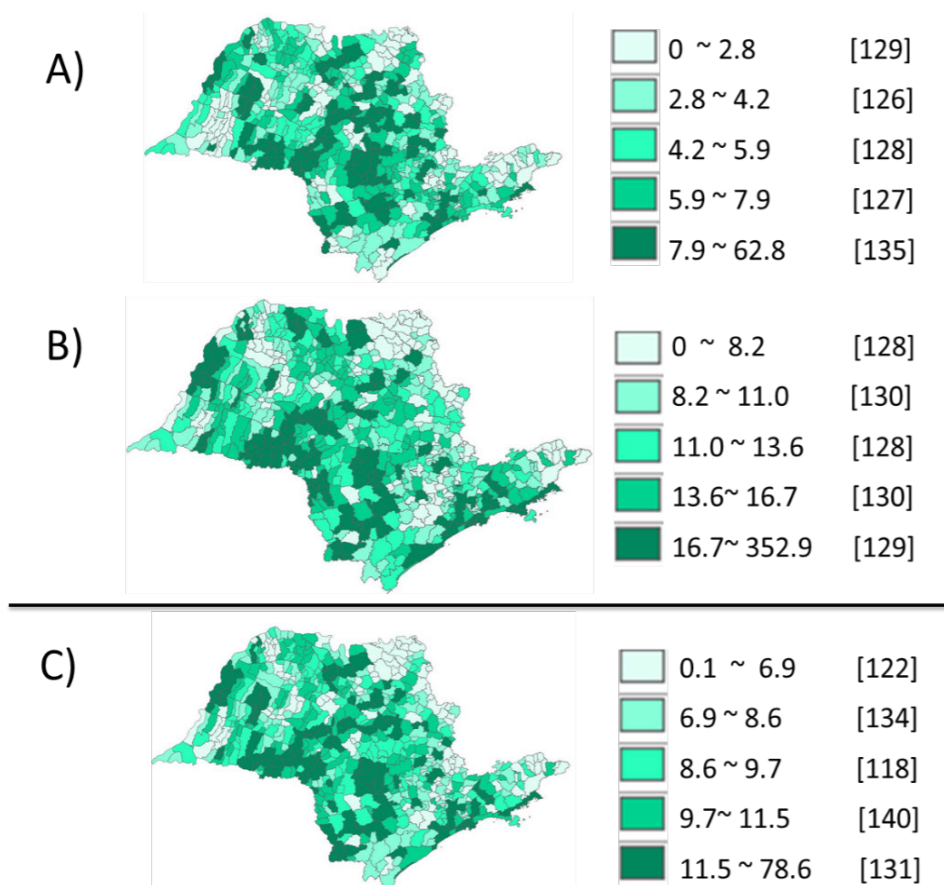 A)
0 ~ 2.8 [129]
2.8 ~ 4.2 [126]
4.2 ~ 5.9 [128]
5.9 ~ 7.9 [127]
7.9 ~ 62.8 [135]
B)
0 ~ 8.2 [128]
8.2 ~ 11.0 [130]
11.0 ~ 13.6 [128]
13.6~ 16.7 [130]
16.7~ 352.9 [129]
C)
0.1 ~ 6.9 [122]
6.9 ~ 8.6 [134]
8.6 ~ 9.7 [118]
9.7~ 11.5 [140]
11.5 ~ 78.6 [131]